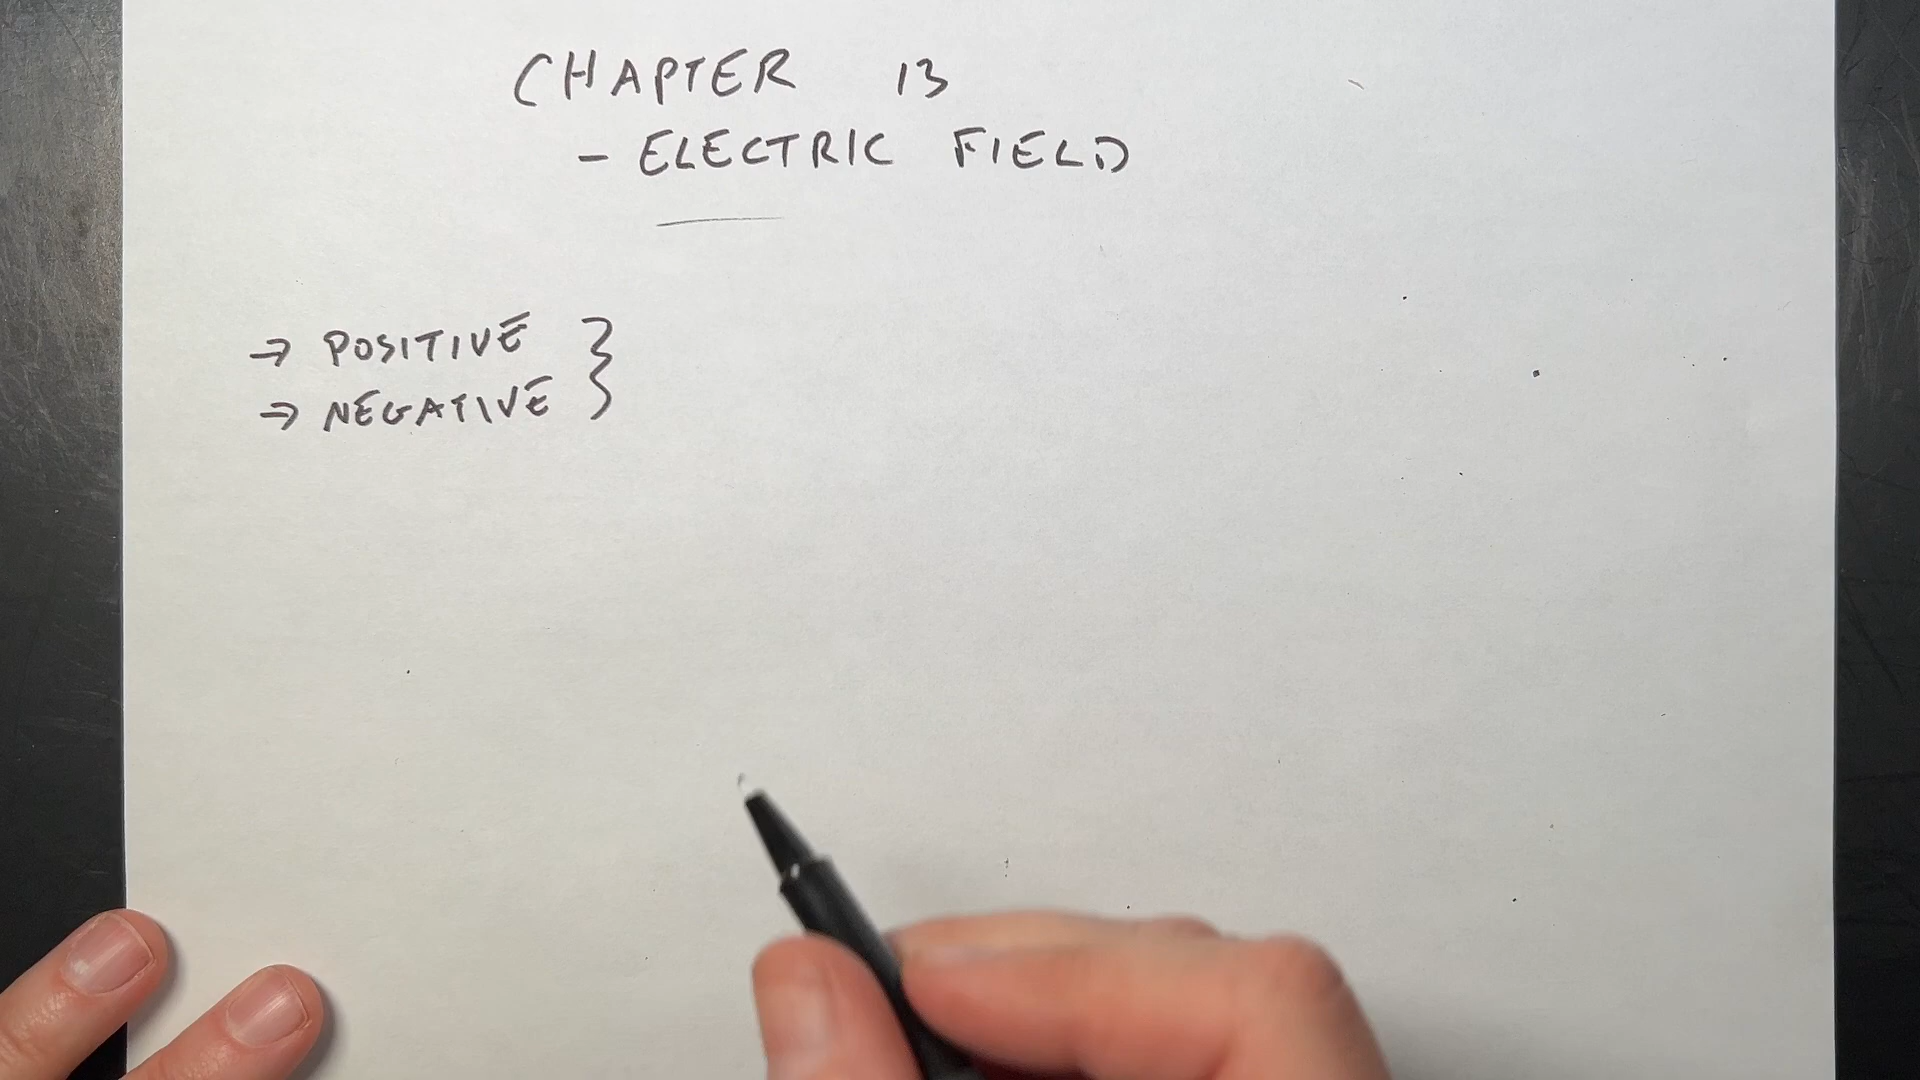 CHAPTER 13
- ELECTRIC FIELD
→ POSITIVE }
→ NEGATIVE